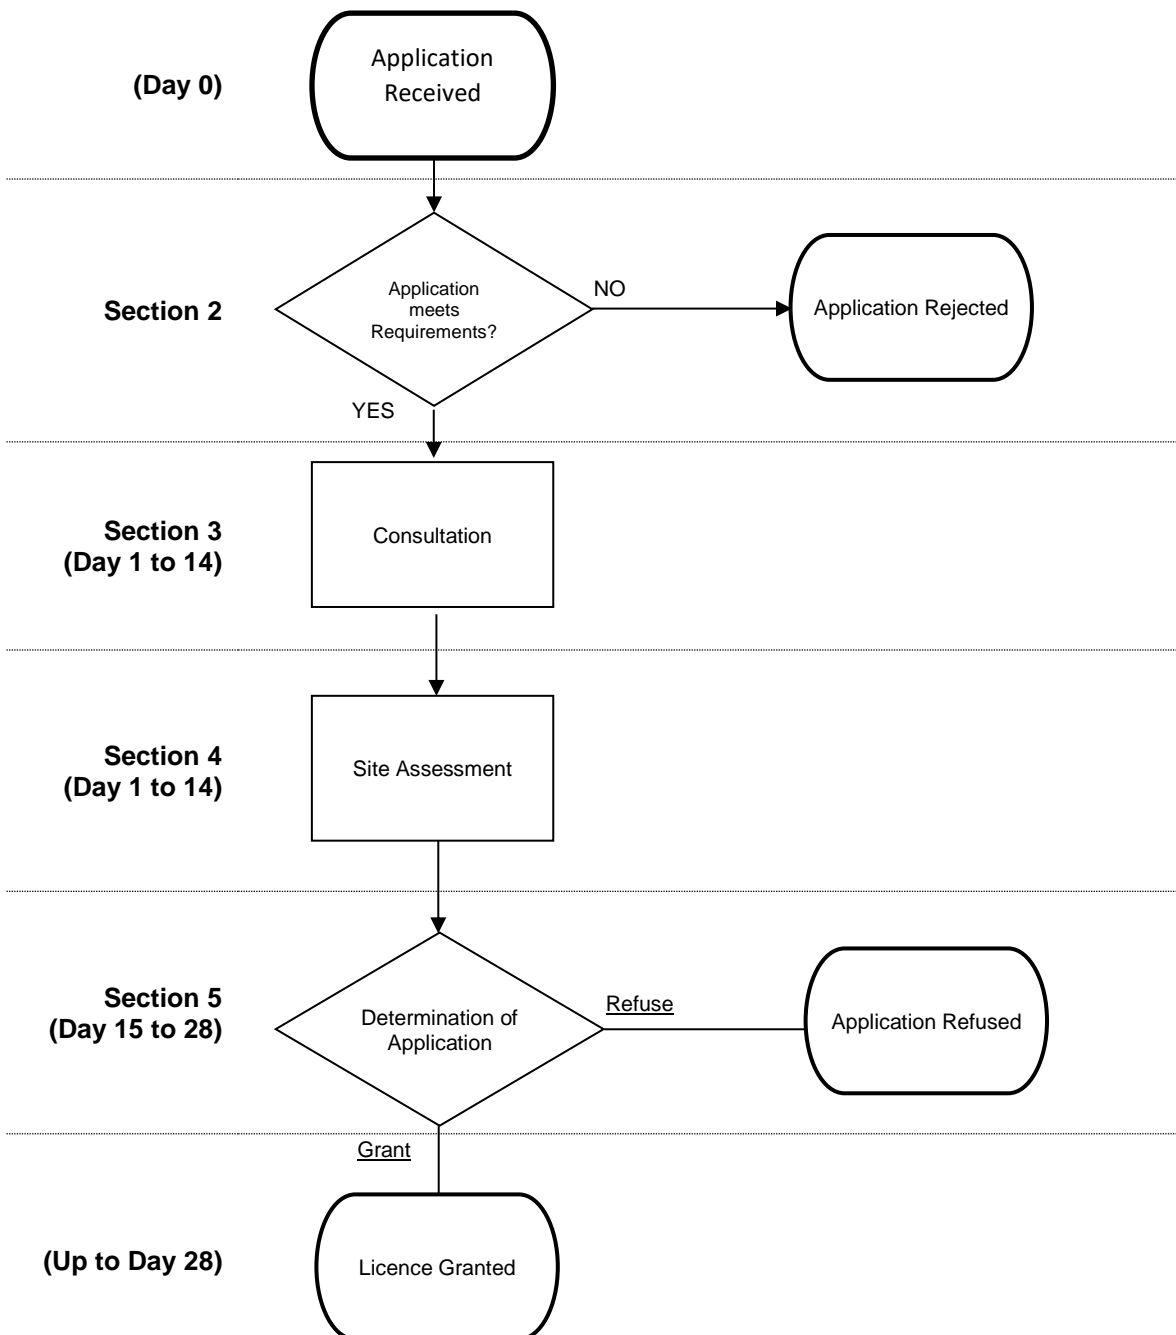 (Day 0)
Application
Received
Section 2
Application
meets
Requirements?
NO
Application Rejected
YES
Section 3
(Day 1 to 14)
Consultation
Section 4
(Day 1 to 14)
Site Assessment
Section 5
(Day 15 to 28)
Determination of
Application
Refuse
Application Refused
Grant
(Up to Day 28)
Licence Granted